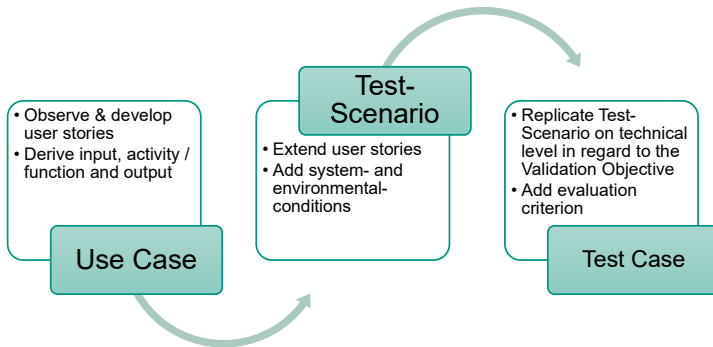 • Observe & develop
user stories
• Derive input, activity /
function and output
Use Case
Test-
Scenario
• Extend user stories
• Add system- and
environmental-
conditions
• Replicate Test-
Scenario on technical
level in regard to the
Validation Objective
• Add evaluation
criterion
Test Case